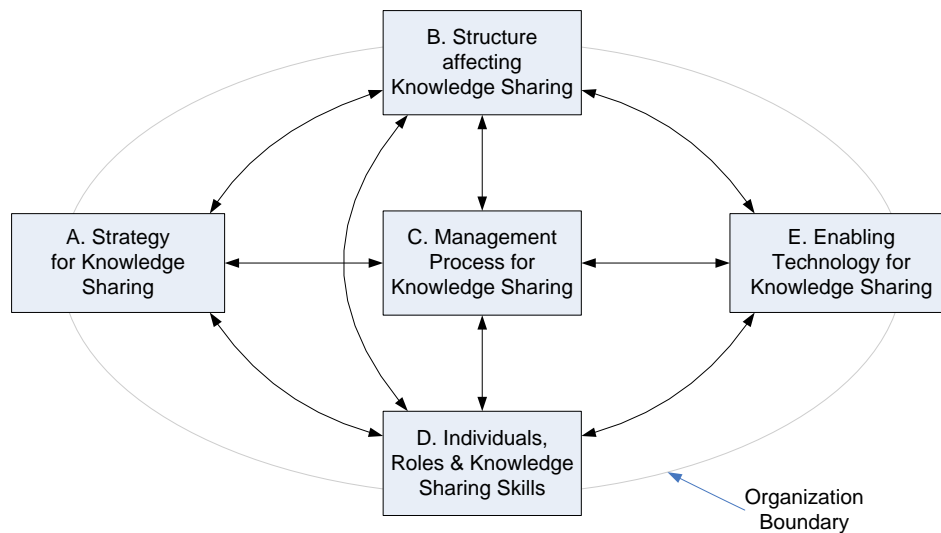 B. Structure
affecting
Knowledge Sharing
A. Strategy
for Knowledge
Sharing
C. Management
Process for
Knowledge Sharing
E. Enabling
Technology for
Knowledge Sharing
D. Individuals,
Roles & Knowledge
Sharing Skills
Organization
Boundary